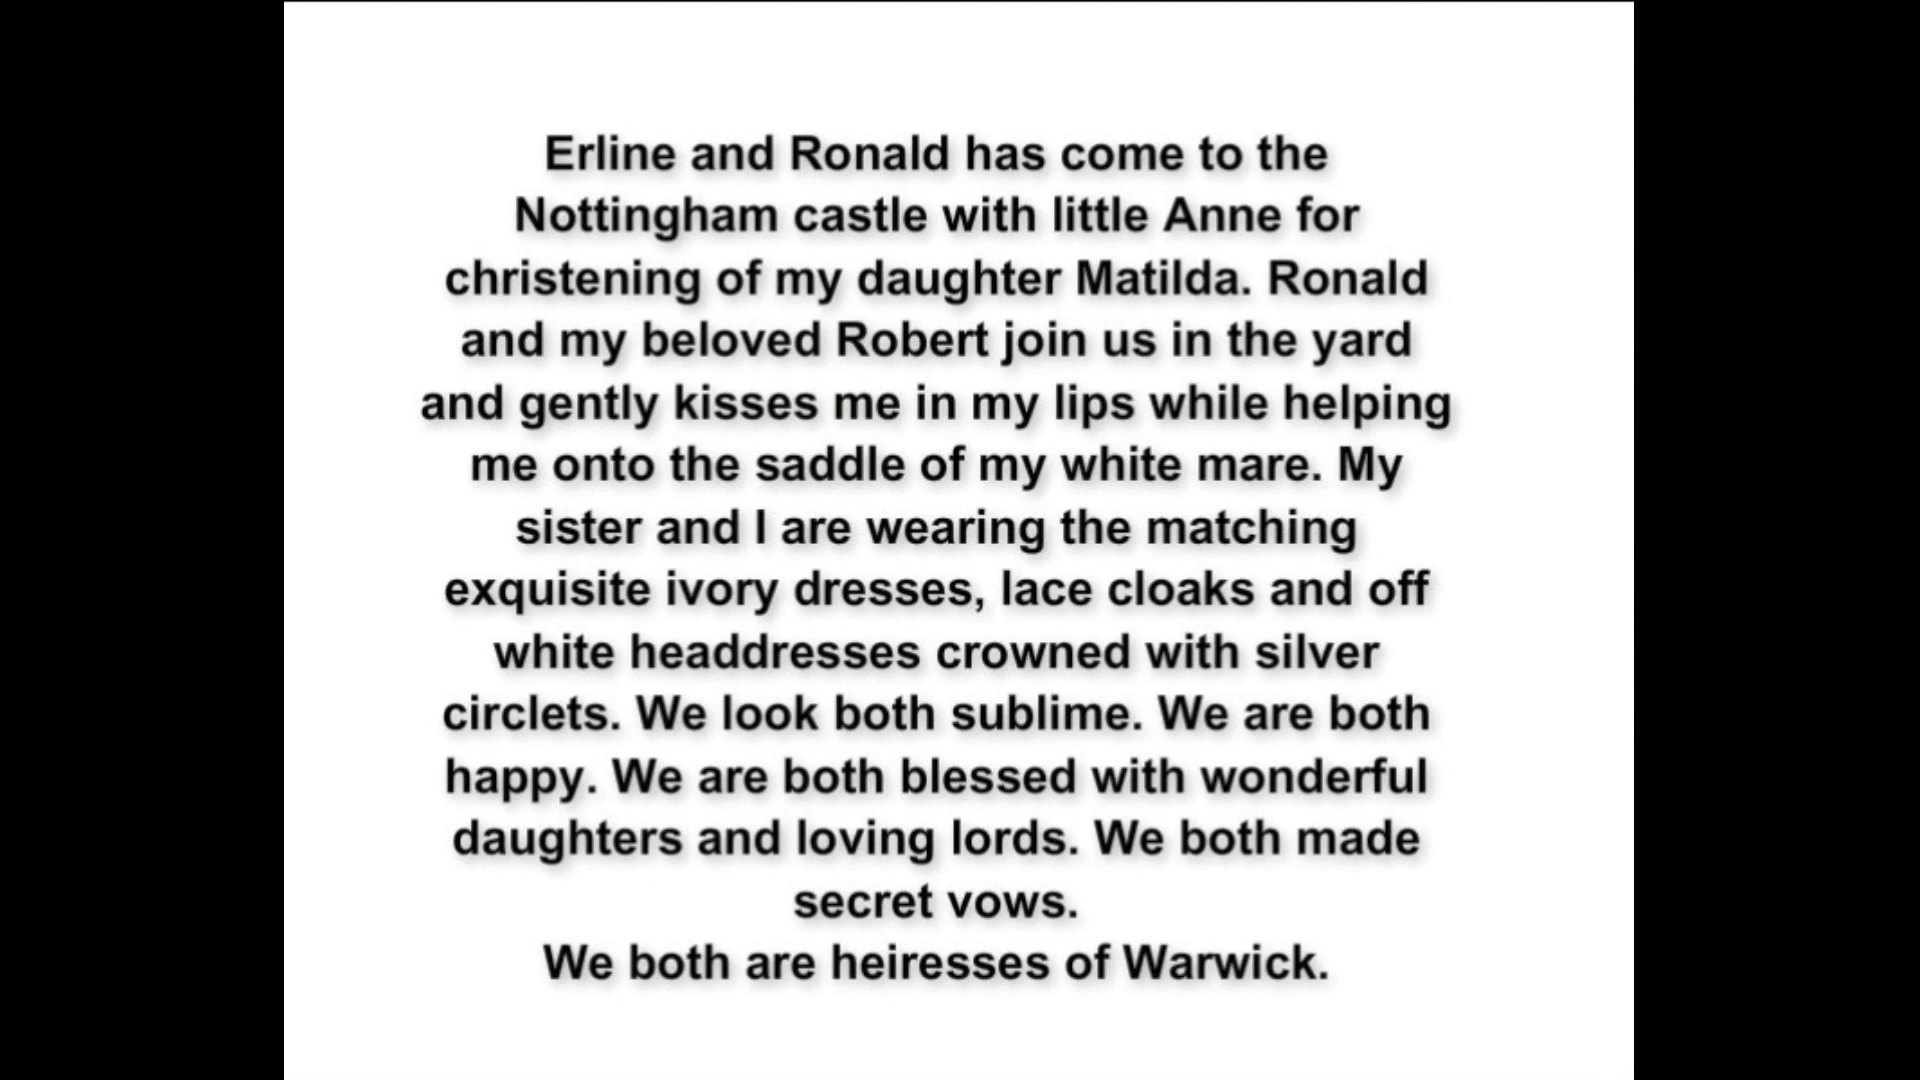 Erline and Ronald has come to the
Nottingham castle with little Anne for
christening of my daughter Matilda. Ronald
and my beloved Robert join us in the yard
and gently kisses me in my lips while helping
me onto the saddle of my white mare. My
sister and I are wearing the matching
exquisite ivory dresses, lace cloaks and off
white headdresses crowned with silver
circlets. We look both sublime. We are both
happy. We are both blessed with wonderful
daughters and loving lords. We both made
secret vows.
We both are heiresses of Warwick.